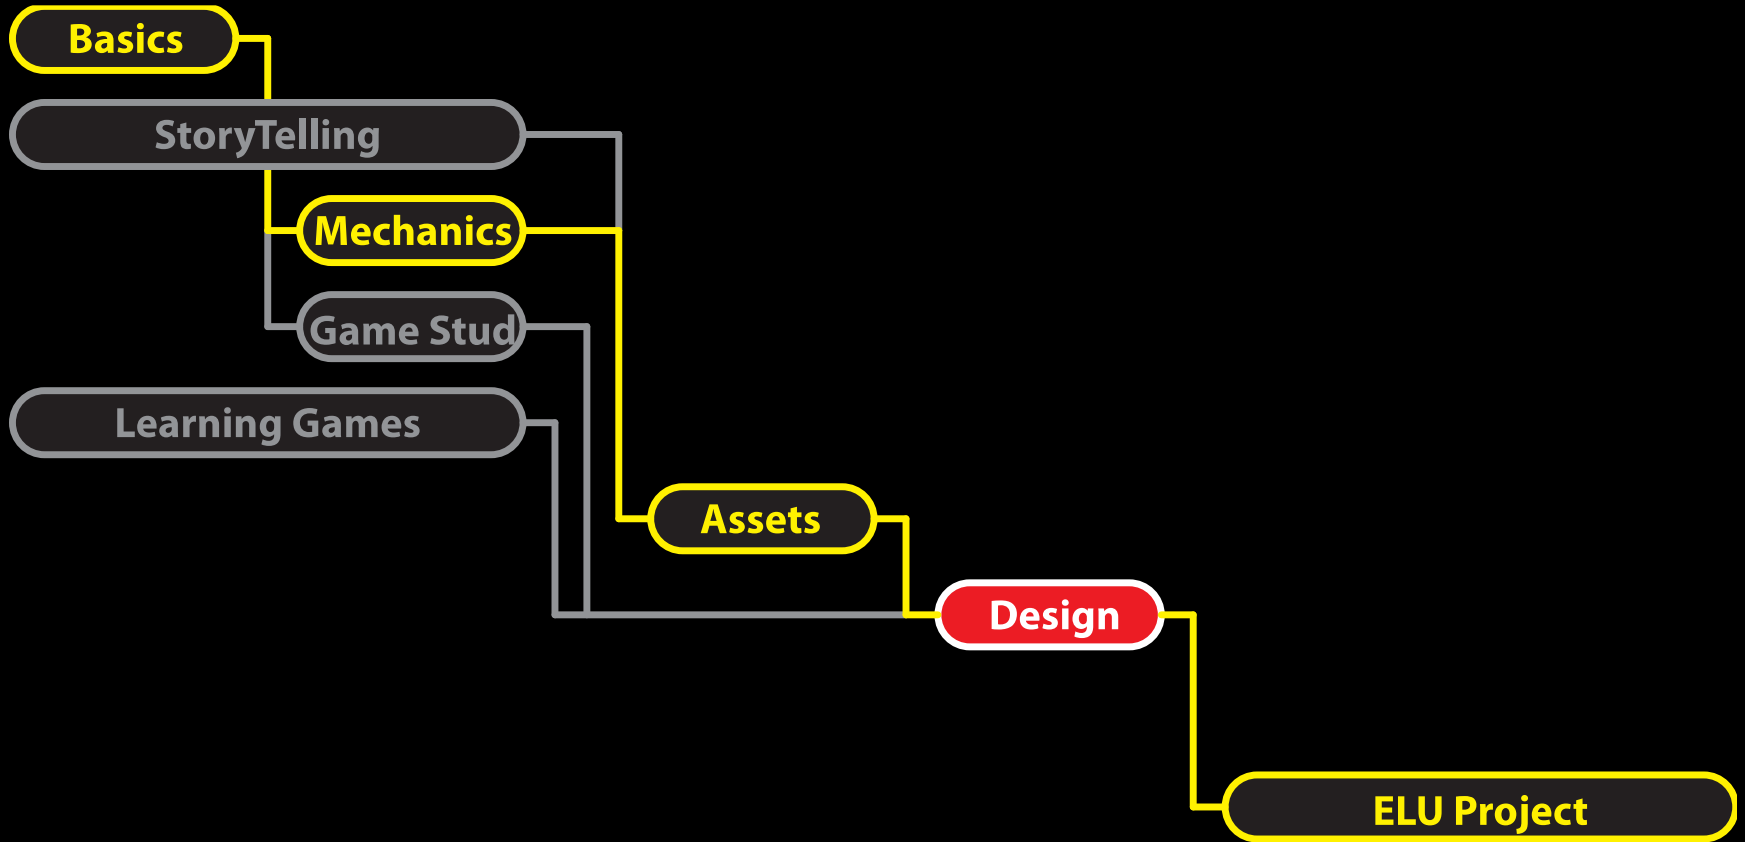 Basics
StoryTelling
Mechanics
Game Stud
Learning Games
Assets
Design
ELU Project